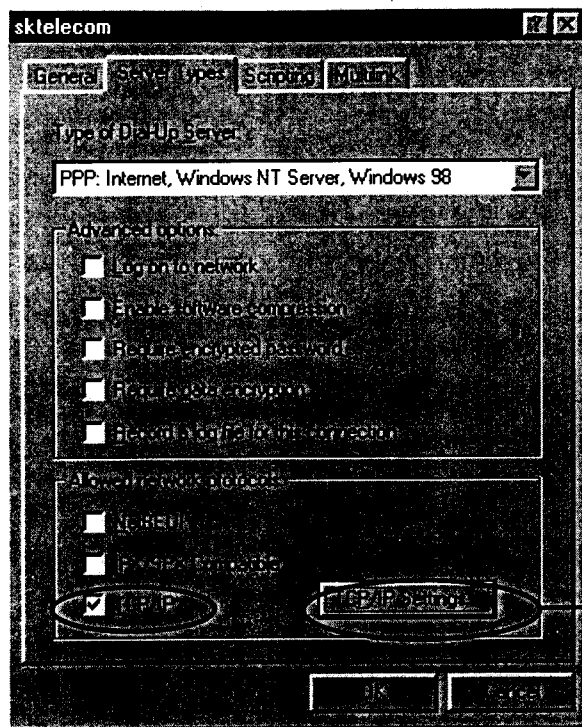 sktelecom
General Server Types Scripting Multilink
Type of Dial-Up Server:
PPP: Internet, Windows NT Server, Windows 98
Advanced options:
Log on to network
Enable software compression
Require encrypted password
Require data encryption
Record a log file for this connection
Allowed network protocols:
NetBEUI
IPX/SPX Compatible
TCP/IP
TCP/IP Settings
OK Cancel